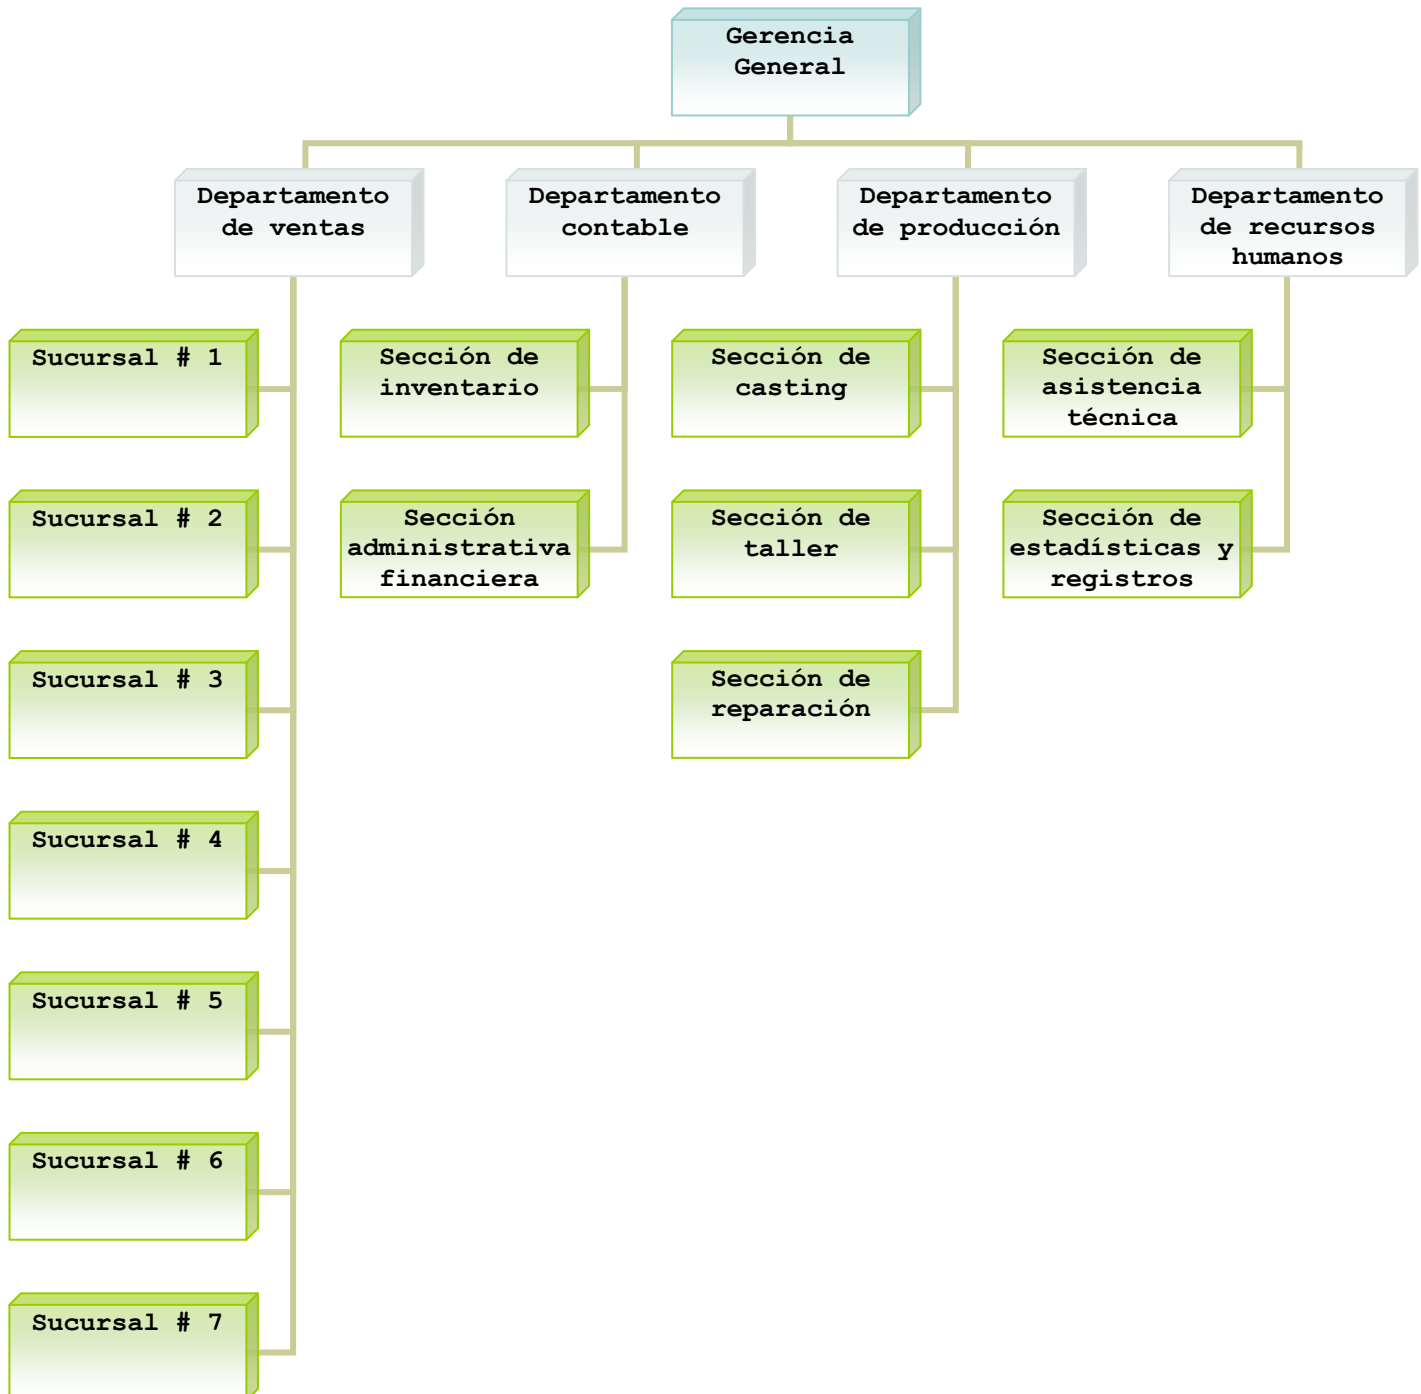 Gerencia
General
Departamento
de ventas
Departamento
contable
Departamento
de producción
Departamento
de recursos
humanos
Sucursal # 1
Sección de
inventario
Sección de
casting
Sección de
asistencia
técnica
Sucursal # 2
Sección
administrativa
financiera
Sección de
taller
Sección de
estadísticas y
registros
Sucursal # 3
Sección de
reparación
Sucursal # 4
Sucursal # 5
Sucursal # 6
Sucursal # 7